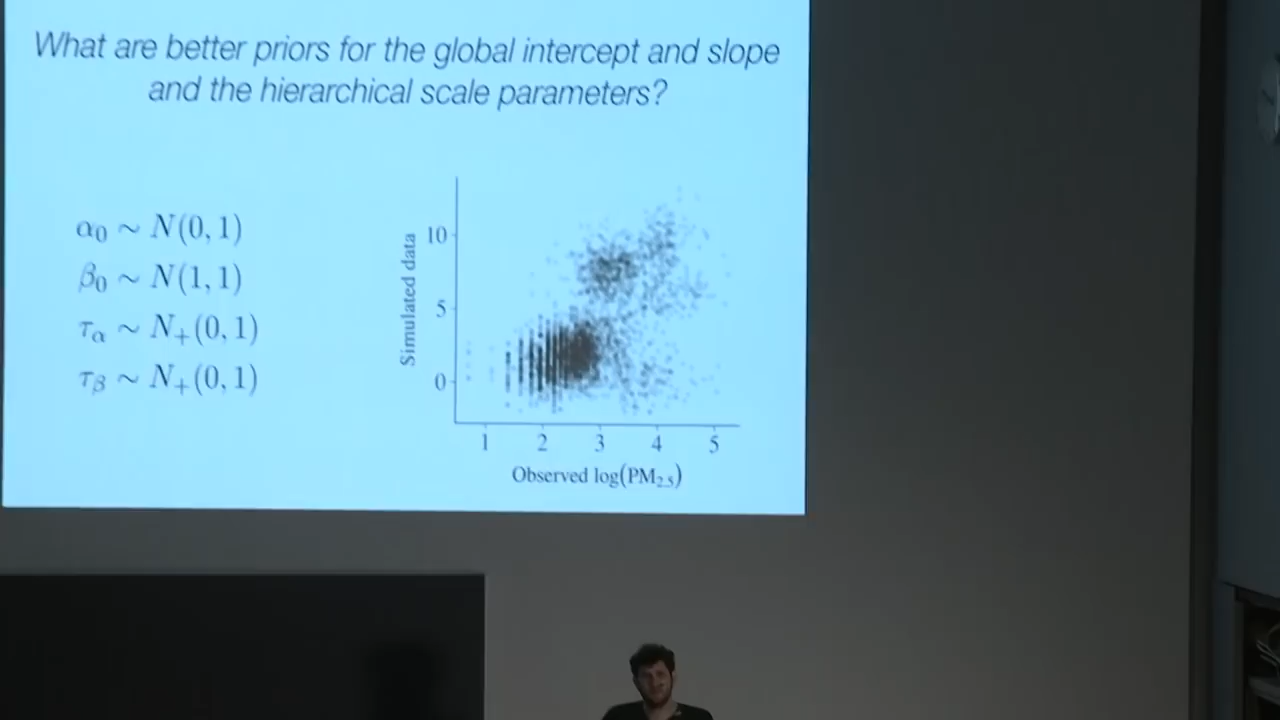 What are better priors for the global intercept and slope
and the hierarchical scale parameters?
α₀ ∼ N(0, 1)
β₀ ∼ N(1, 1)
τα ∼ N₊(0, 1)
τβ ∼ N₊(0, 1)
Simulated data
10
5
0
1 2 3 4 5
Observed log(PM₂.₅)